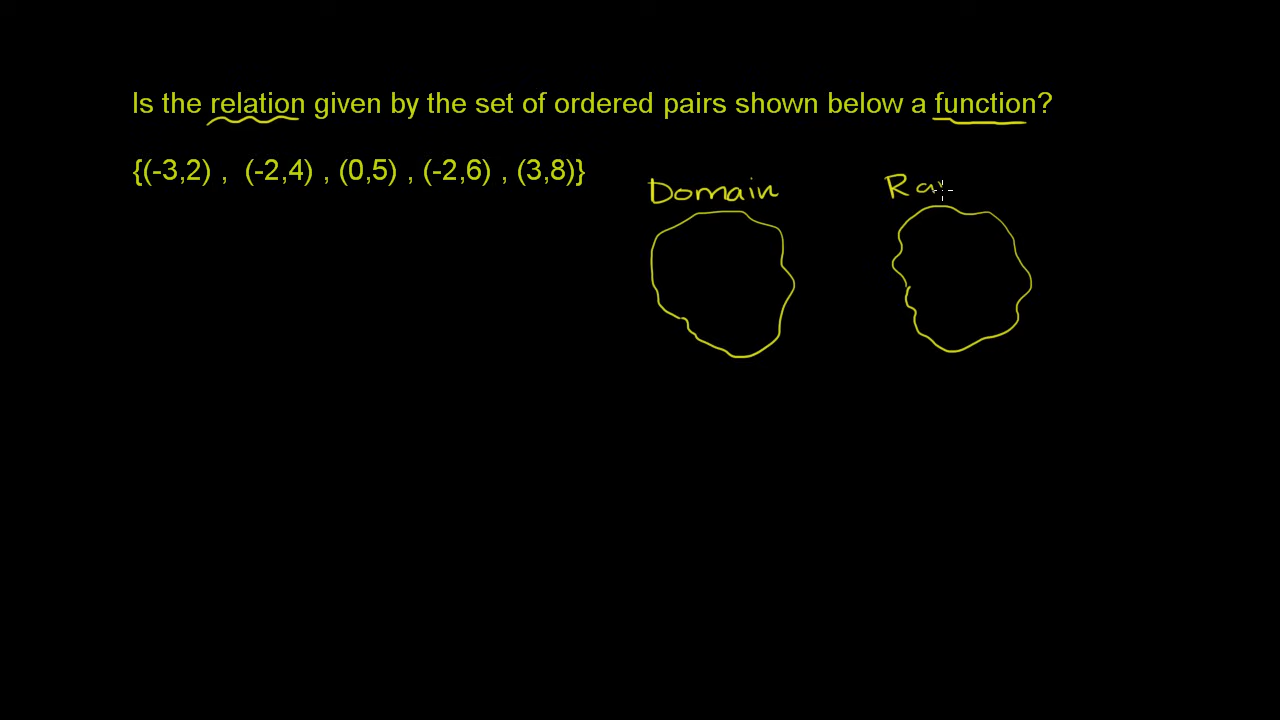 Is the relation given by the set of ordered pairs shown below a function?
{(-3,2) , (-2,4) , (0,5) , (-2,6) , (3,8)}
Domain
Ra